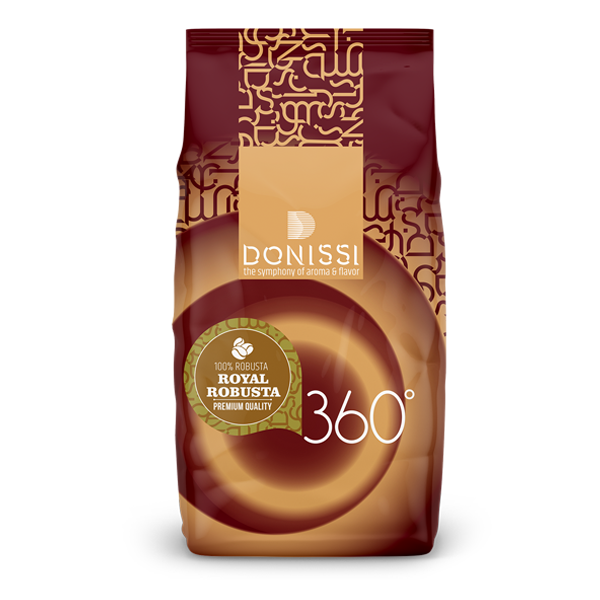 DONISSI
the symphony of aroma & flavor
100% ROBUSTA
ROYAL
ROBUSTA
PREMIUM QUALITY
360°